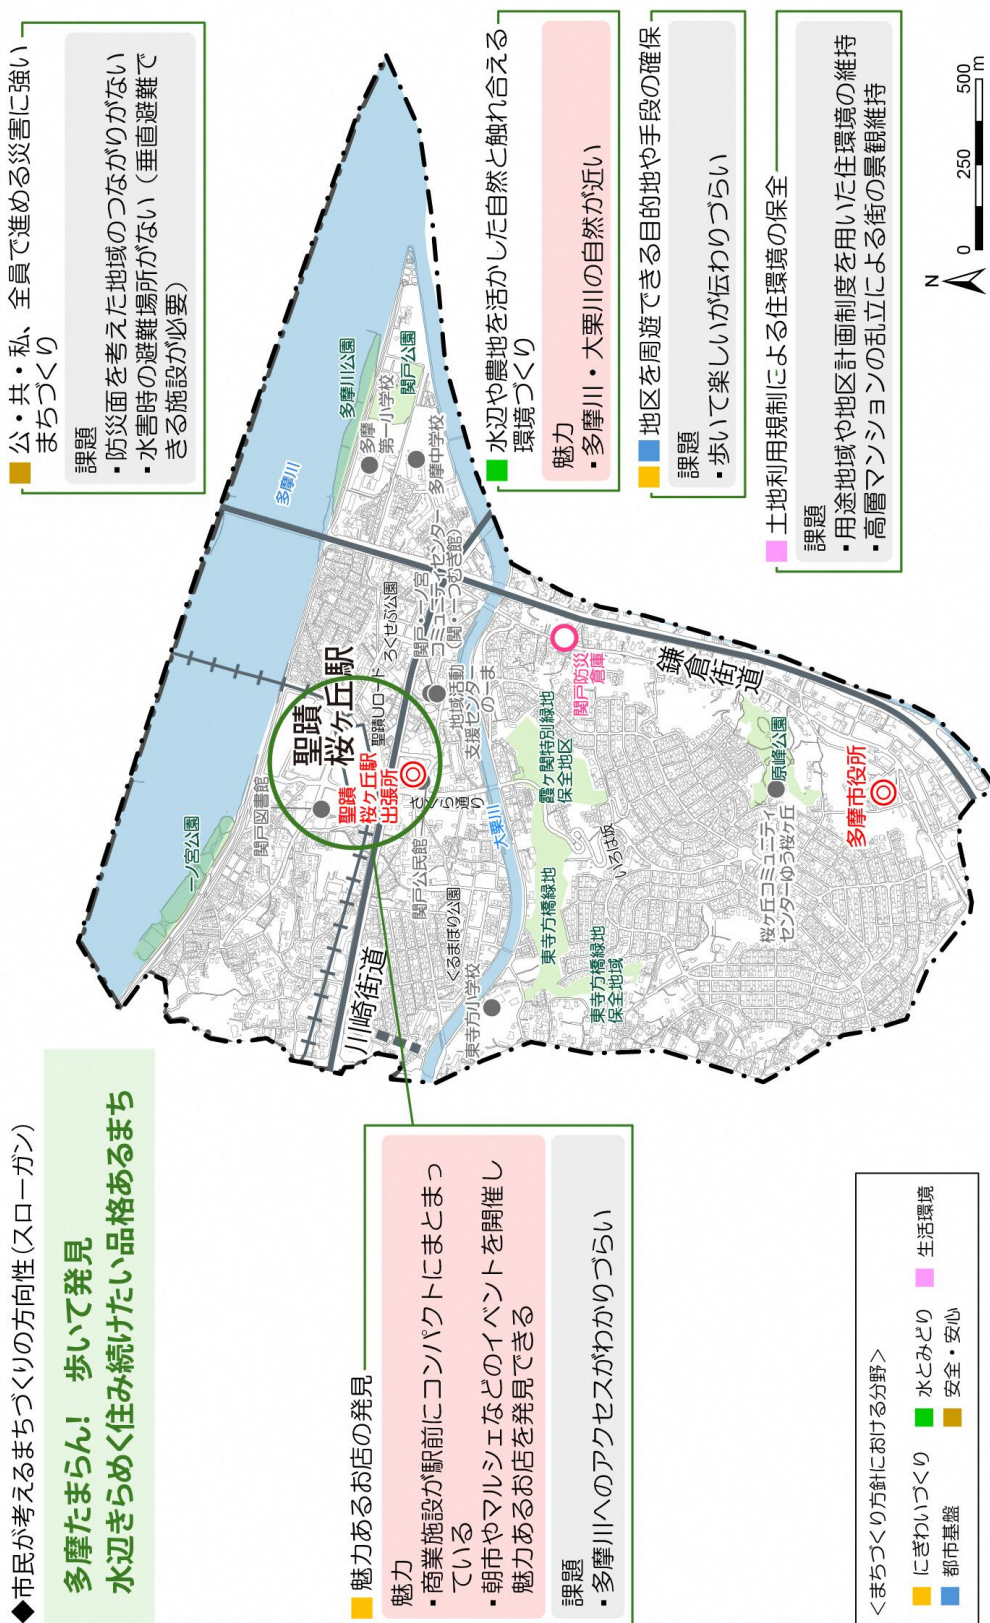 ◆市民が考えるまちづくりの方向性(スローガン)
多摩たまらん！ 歩いて発見
水辺きらめく住み続けたい品格あるまち
魅力あるお店の発見
魅力
・商業施設が駅前にコンパクトにまとまっ
ている
・朝市やマルシェなどのイベントを開催し
魅力あるお店を発見できる
課題
・多摩川へのアクセスがわかりづらい
公・共・私、全員で進める災害に強い
まちづくり
課題
・防災面を考えた地域のつながりがない
・水害時の避難場所がない（垂直避難で
きる施設が必要）
水辺や農地を活かした自然と触れ合える
環境づくり
魅力
・多摩川・大栗川の自然が近い
地区を周遊できる目的地や手段の確保
課題
・歩いて楽しいが伝わりづらい
土地利用規制による住環境の保全
課題
・用途地域や地区計画制度を用いた住環境の維持
・高層マンションの乱立による街の景観維持
一ノ宮公園
多摩川
多摩川公園
関戸公園
多摩
第一小学校
多摩中学校
関戸図書館
聖蹟
桜ヶ丘駅
聖蹟
桜ヶ丘駅
出張所
聖蹟Uロード
ろくせぶ公園
関戸・一ノ宮
コミュニティセンター
（関・一つむぎ館）
地域活動
支援センター
のーま
川崎街道
関戸公民館
さくら通り
くるまぼり公園
東寺方小学校
大栗川
東寺方橋緑地
東寺方橋緑地
保全地域
霞ヶ関特別緑地
保全地区
いろは坂
関戸防災
倉庫
鎌倉街道
原峰公園
桜ヶ丘コミュニティ
センターゆう桜ヶ丘
多摩市役所
＜まちづくり方針における分野＞
にぎわいづくり 水とみどり 生活環境
都市基盤 安全・安心
N
0 250 500
m